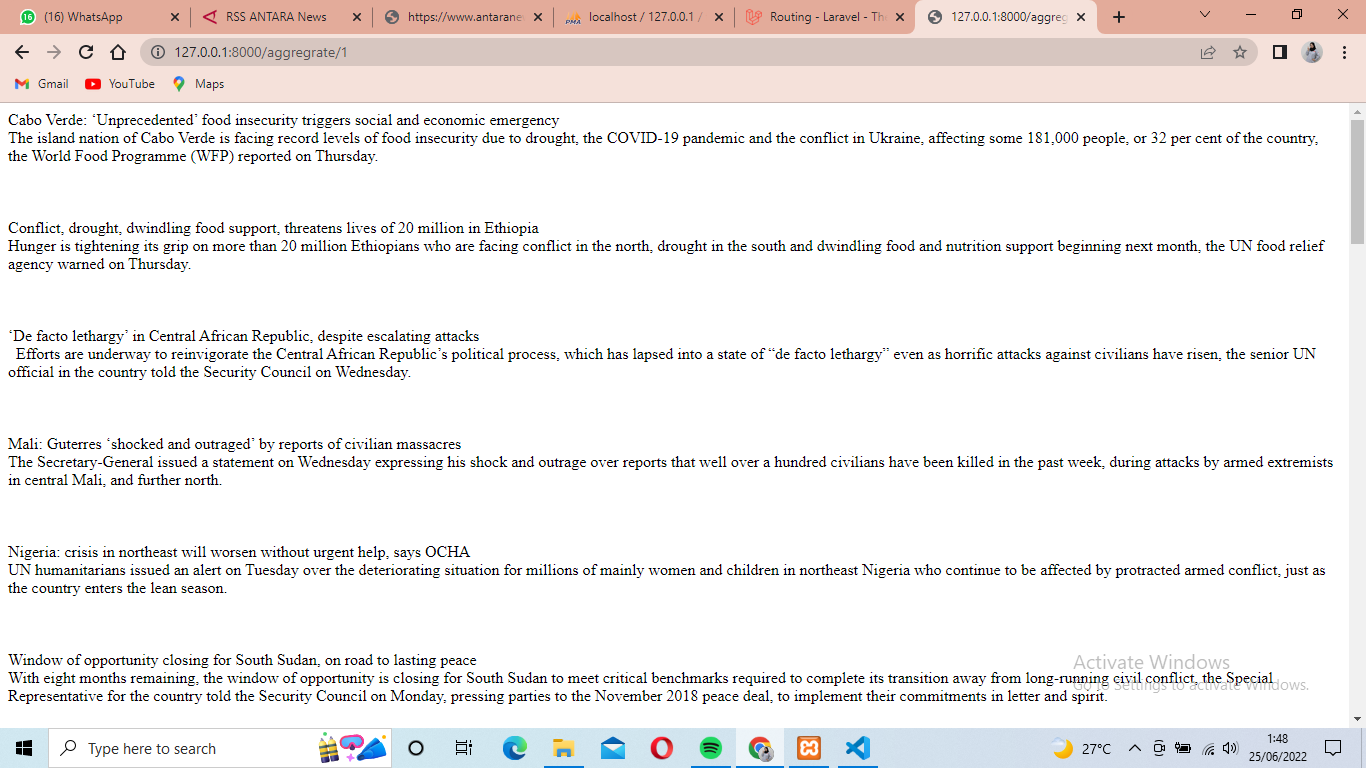 16 (16) WhatsApp
RSS ANTARA News
https://www.antarane
PMA localhost / 127.0.0.1 /
Routing - Laravel - Th
127.0.0.1:8000/aggreg
127.0.0.1:8000/aggregrate/1
Gmail YouTube Maps
Cabo Verde: ‘Unprecedented’ food insecurity triggers social and economic emergency
The island nation of Cabo Verde is facing record levels of food insecurity due to drought, the COVID-19 pandemic and the conflict in Ukraine, affecting some 181,000 people, or 32 per cent of the country,
the World Food Programme (WFP) reported on Thursday.
Conflict, drought, dwindling food support, threatens lives of 20 million in Ethiopia
Hunger is tightening its grip on more than 20 million Ethiopians who are facing conflict in the north, drought in the south and dwindling food and nutrition support beginning next month, the UN food relief
agency warned on Thursday.
‘De facto lethargy’ in Central African Republic, despite escalating attacks
Efforts are underway to reinvigorate the Central African Republic’s political process, which has lapsed into a state of “de facto lethargy” even as horrific attacks against civilians have risen, the senior UN
official in the country told the Security Council on Wednesday.
Mali: Guterres ‘shocked and outraged’ by reports of civilian massacres
The Secretary-General issued a statement on Wednesday expressing his shock and outrage over reports that well over a hundred civilians have been killed in the past week, during attacks by armed extremists
in central Mali, and further north.
Nigeria: crisis in northeast will worsen without urgent help, says OCHA
UN humanitarians issued an alert on Tuesday over the deteriorating situation for millions of mainly women and children in northeast Nigeria who continue to be affected by protracted armed conflict, just as
the country enters the lean season.
Window of opportunity closing for South Sudan, on road to lasting peace
With eight months remaining, the window of opportunity is closing for South Sudan to meet critical benchmarks required to complete its transition away from long-running civil conflict, the Special
Representative for the country told the Security Council on Monday, pressing parties to the November 2018 peace deal, to implement their commitments in letter and spirit.
Activate Windows
Go to Settings to activate Windows.
Type here to search
27°C
1:48
25/06/2022